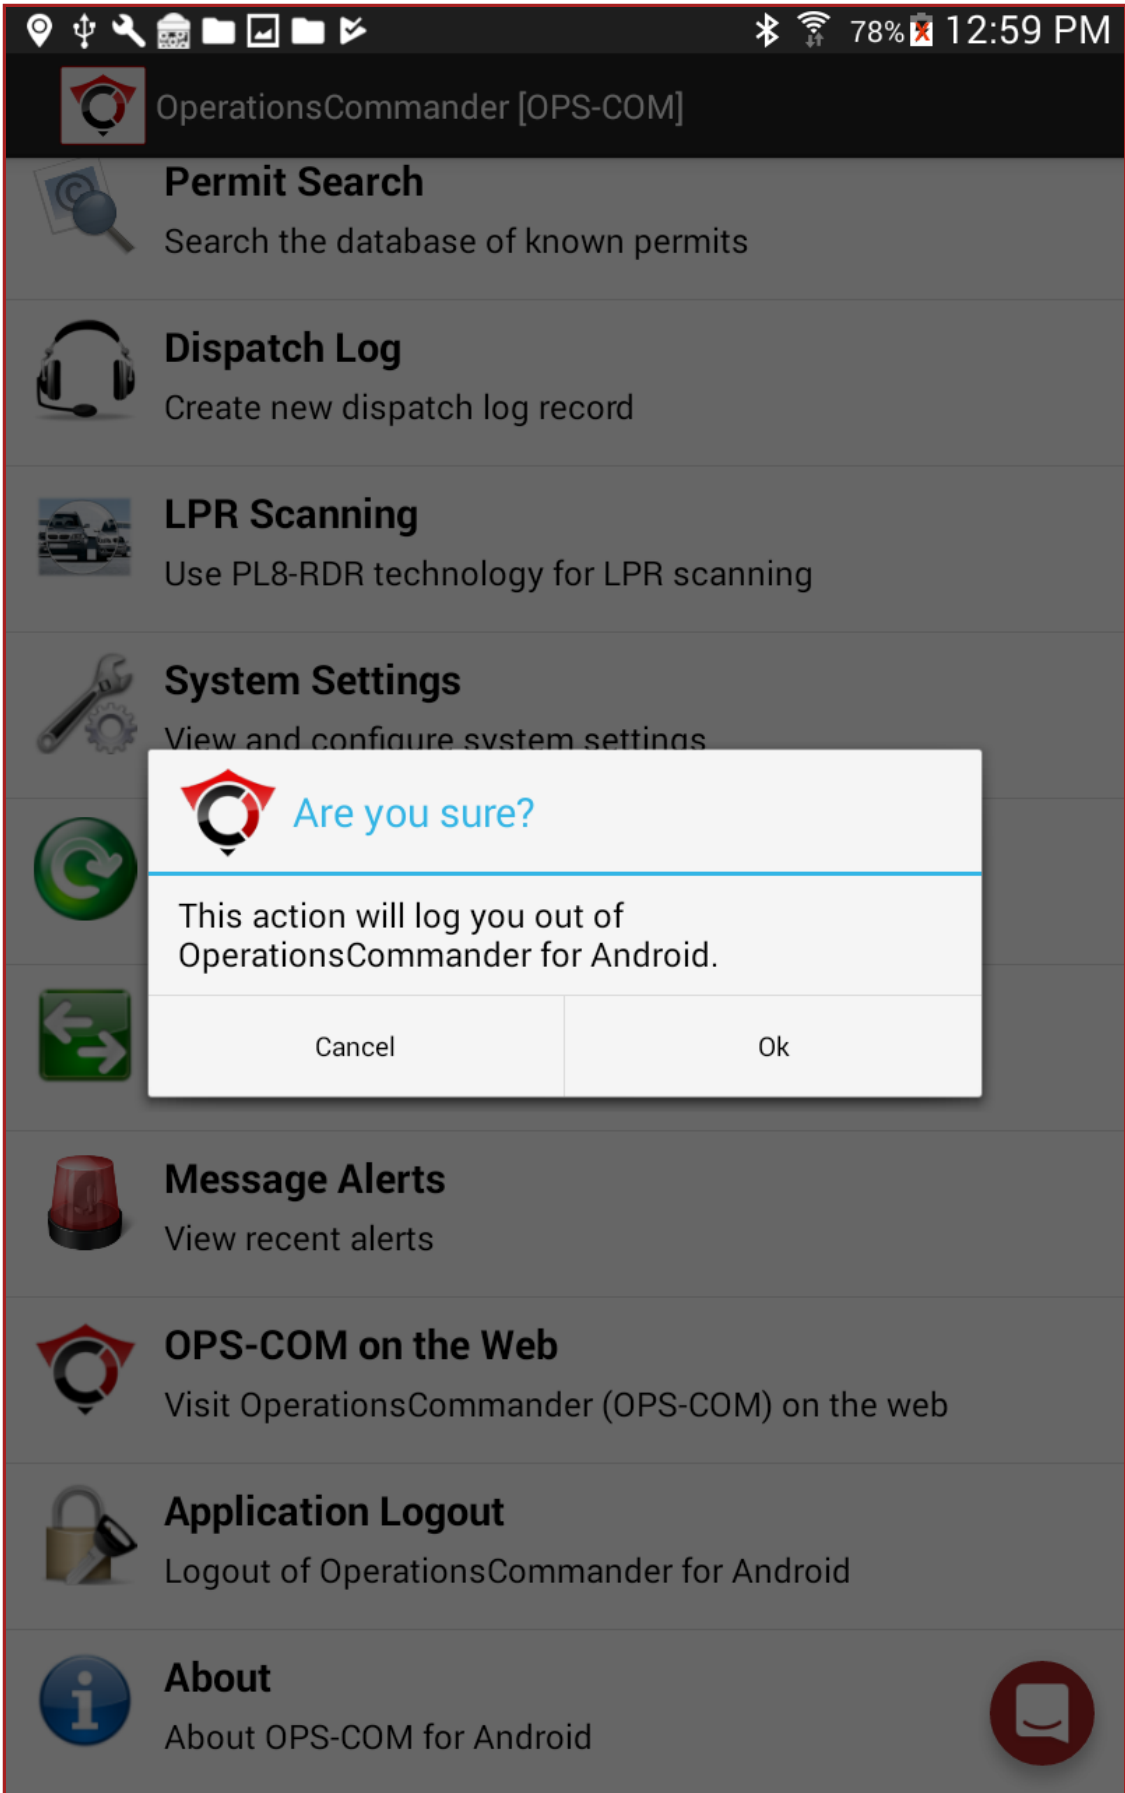 78% 12:59 PM
OperationsCommander [OPS-COM]
Permit Search
Search the database of known permits
Dispatch Log
Create new dispatch log record
LPR Scanning
Use PL8-RDR technology for LPR scanning
System Settings
View and configure system settings
Are you sure?
This action will log you out of
OperationsCommander for Android.
Cancel Ok
Message Alerts
View recent alerts
OPS-COM on the Web
Visit OperationsCommander (OPS-COM) on the web
Application Logout
Logout of OperationsCommander for Android
About
About OPS-COM for Android